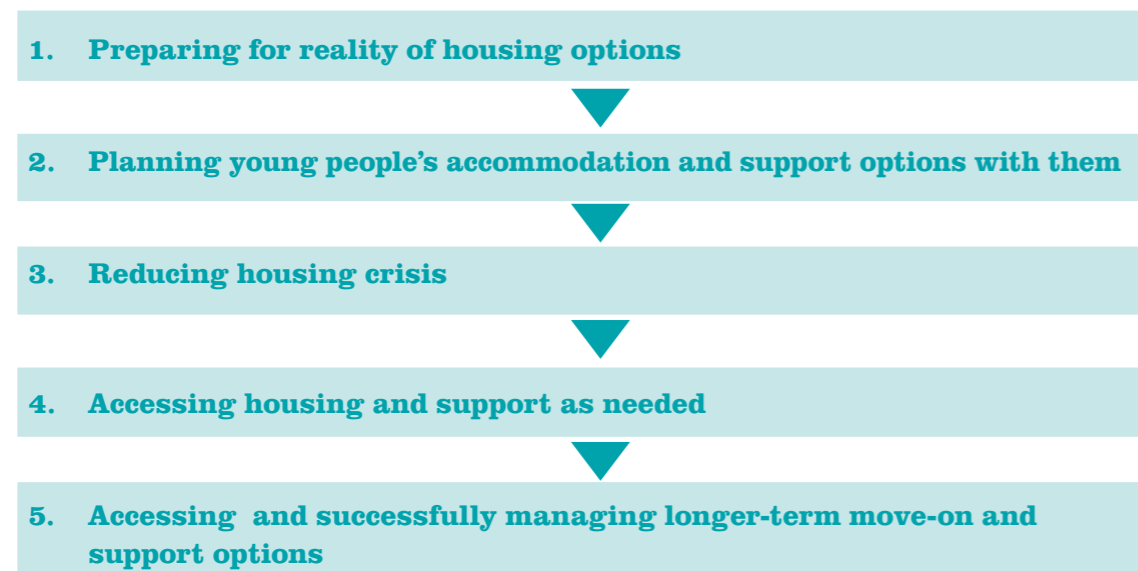 1. Preparing for reality of housing options
2. Planning young people's accommodation and support options with them
3. Reducing housing crisis
4. Accessing housing and support as needed
5. Accessing and successfully managing longer-term move-on and
support options